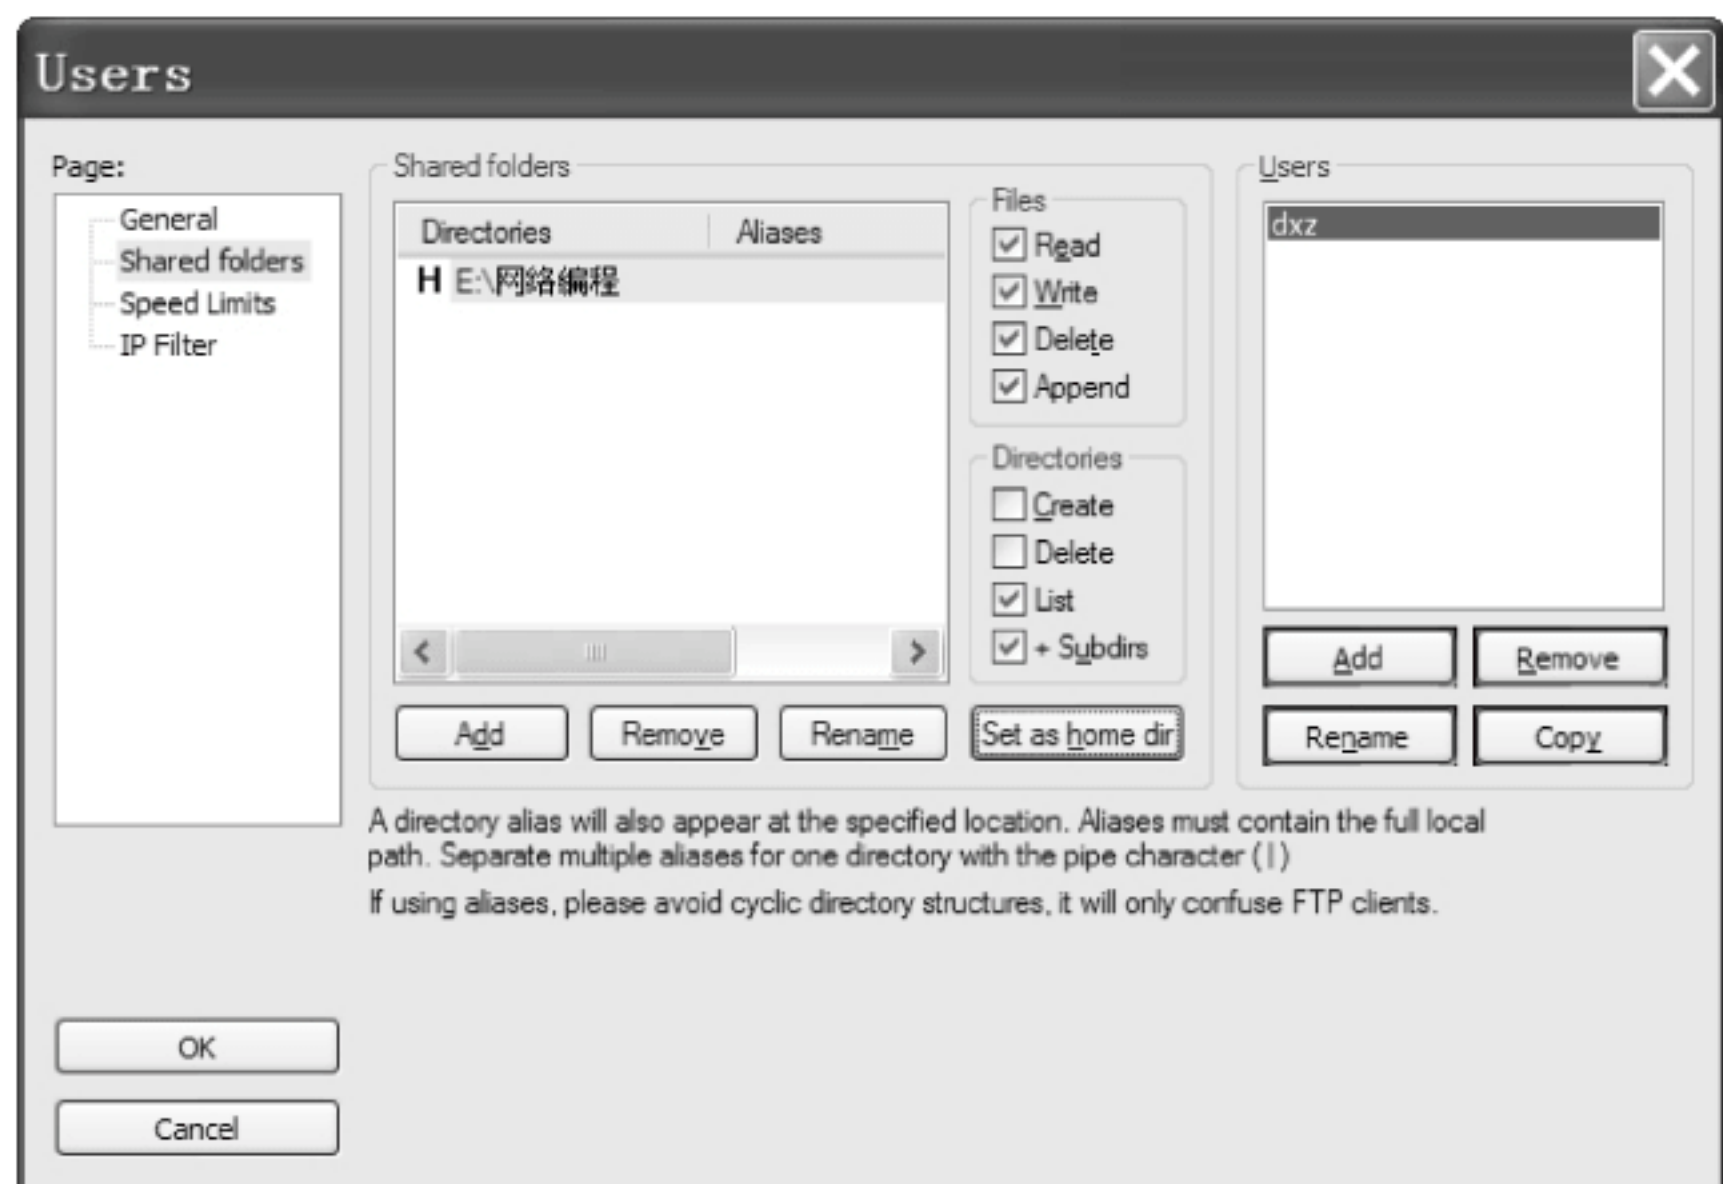 Users
Page:
General
Shared folders
Speed Limits
IP Filter
Shared folders
Directories Aliases
H E:\网络编程
Add Remove Rename Set as home dir
Files
Read
Write
Delete
Append
Directories
Create
Delete
List
+ Subdirs
Users
dxz
Add Remove
Rename Copy
A directory alias will also appear at the specified location. Aliases must contain the full local
path. Separate multiple aliases for one directory with the pipe character (|)
If using aliases, please avoid cyclic directory structures, it will only confuse FTP clients.
OK
Cancel